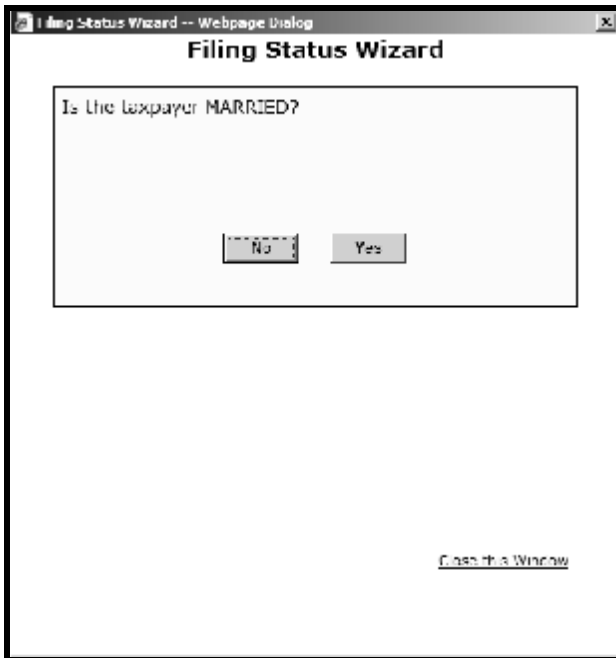 Filing Status Wizard -- Webpage Dialog
Filing Status Wizard
Is the taxpayer MARRIED?
No Yes
Close this Window